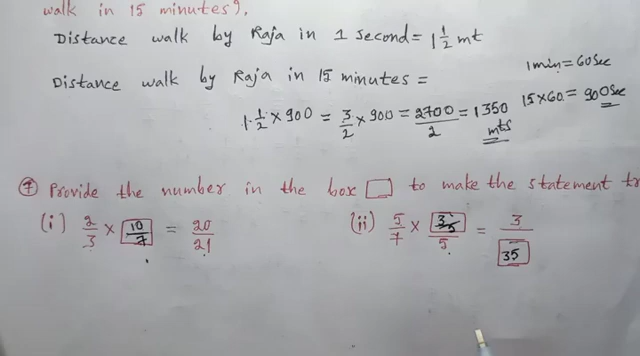 walk in 15 minutes?,
Distance walk by Raja in 1 second = 1 1/2 mt
Distance walk by Raja in 15 minutes =
1 min = 60 Sec
15 x 60 = 900 Sec
1 1/2 x 900 = 3/2 x 900 = 2700/2 = 1350 mts
7 Provide the number in the box □ to make the statement tr
(i) 2/3 x 10/7 = 20/21
(ii) 5/7 x 3/5 = 3/35